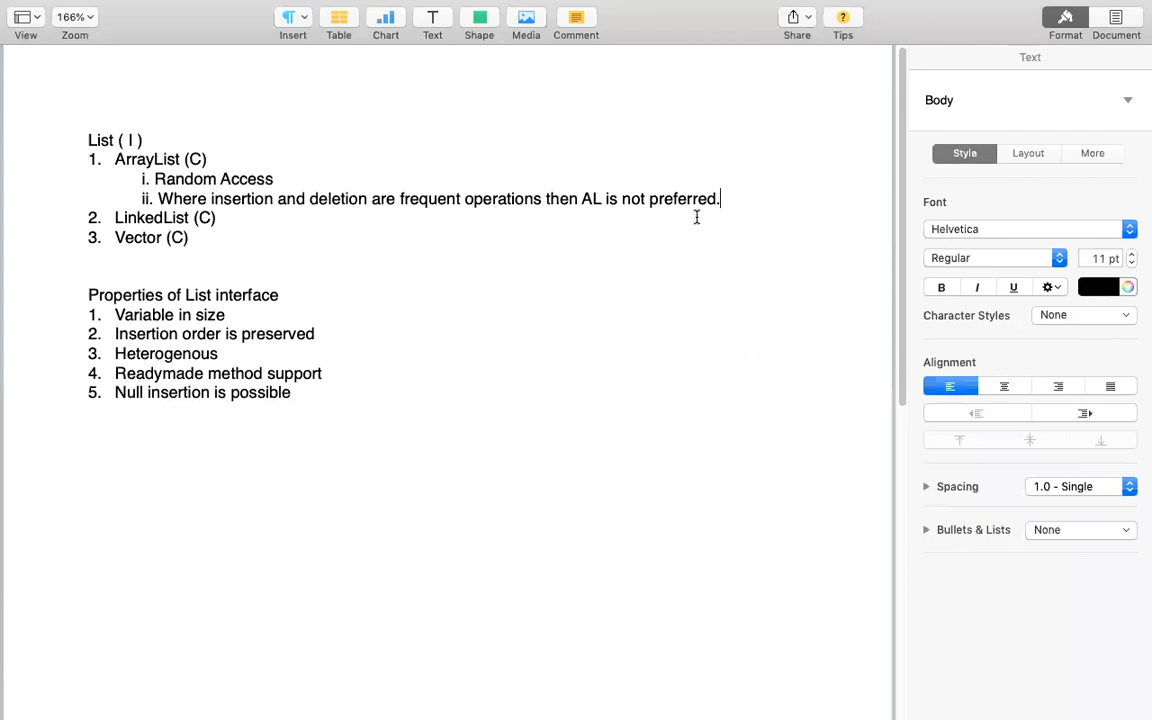 View
166%
Zoom
Insert
Table
Chart
T
Text
Shape
Media
Comment
Share
?
Tips
Format
Document
Text
List ( I )
1. ArrayList (C)
i. Random Access
ii. Where insertion and deletion are frequent operations then AL is not preferred.
2. LinkedList (C)
3. Vector (C)
Properties of List interface
1. Variable in size
2. Insertion order is preserved
3. Heterogenous
4. Readymade method support
5. Null insertion is possible
Body
Style Layout More
Font
Helvetica
Regular 11 pt
B I U
Character Styles None
Alignment
Spacing 1.0 - Single
Bullets & Lists None